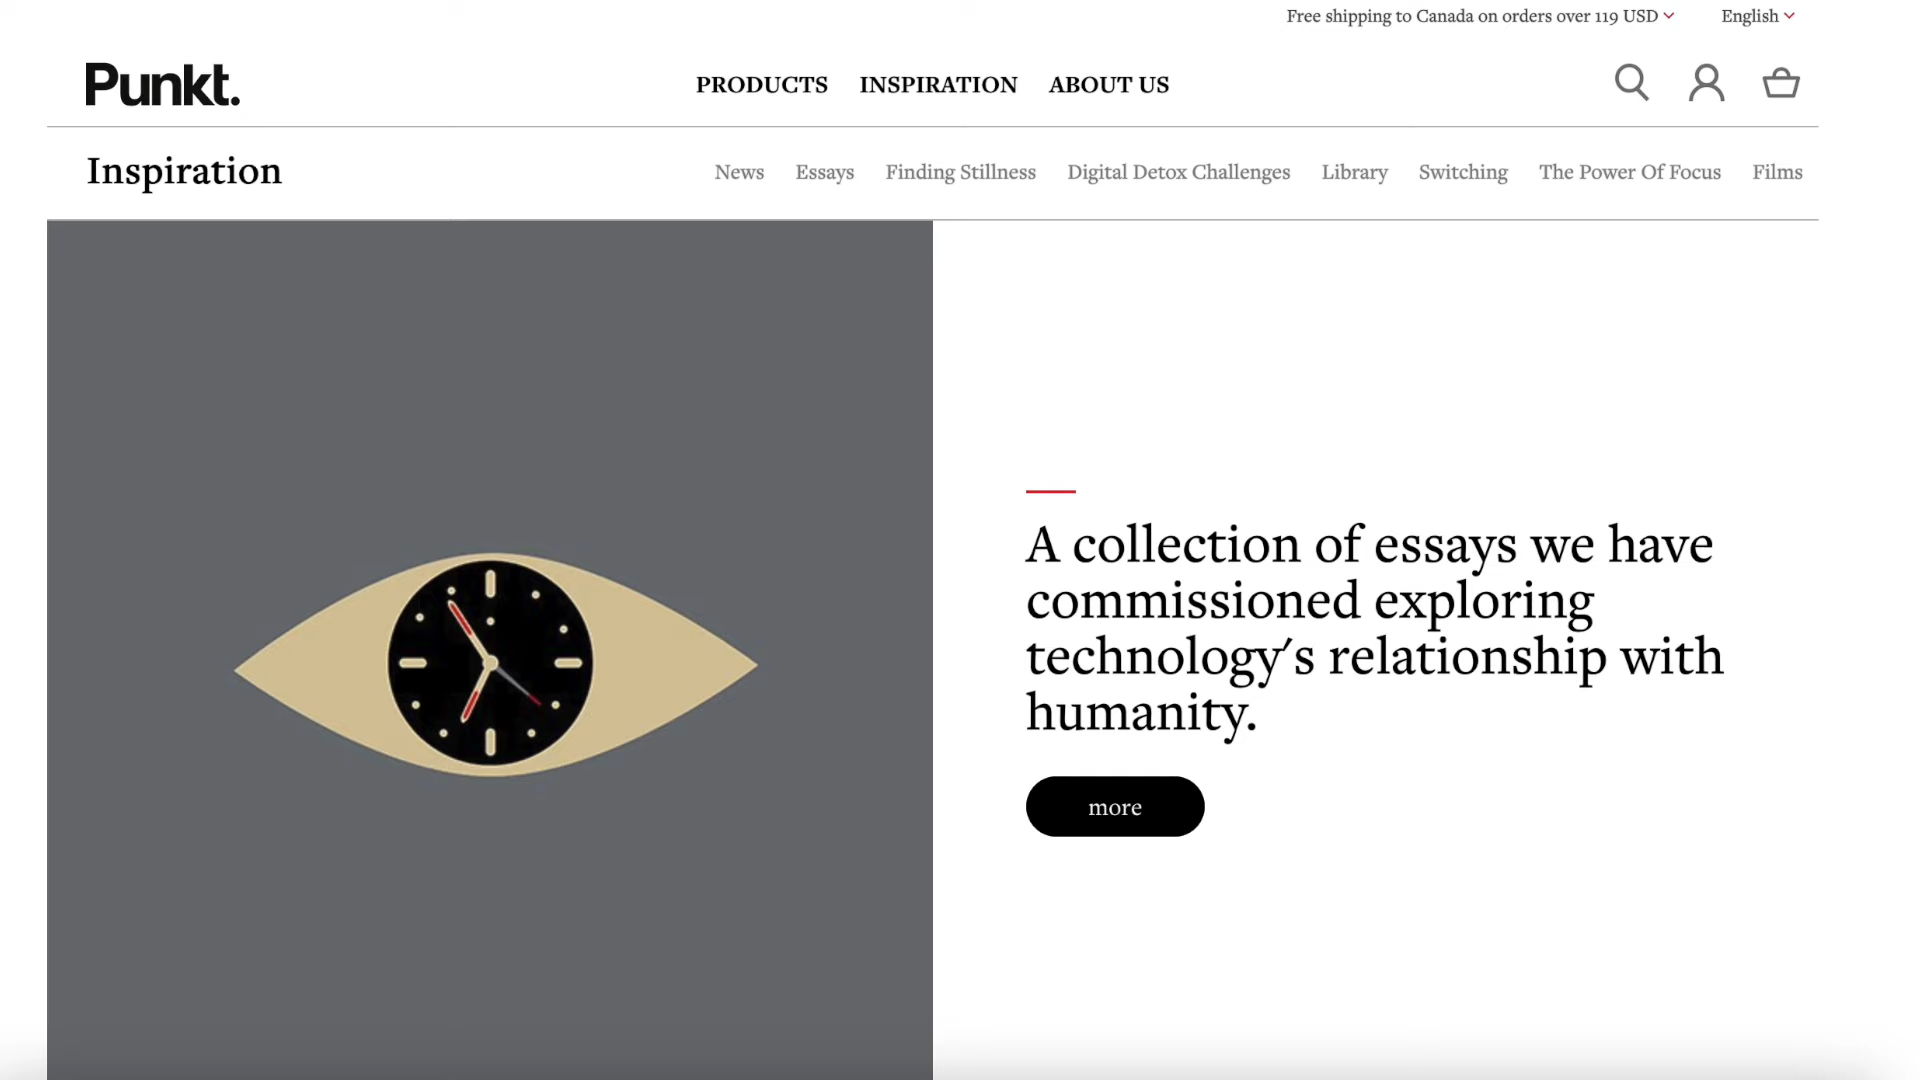 Free shipping to Canada on orders over 119 USD English
Punkt. PRODUCTS INSPIRATION ABOUT US
Inspiration News Essays Finding Stillness Digital Detox Challenges Library Switching The Power Of Focus Films
A collection of essays we have
commissioned exploring
technology's relationship with
humanity.
more